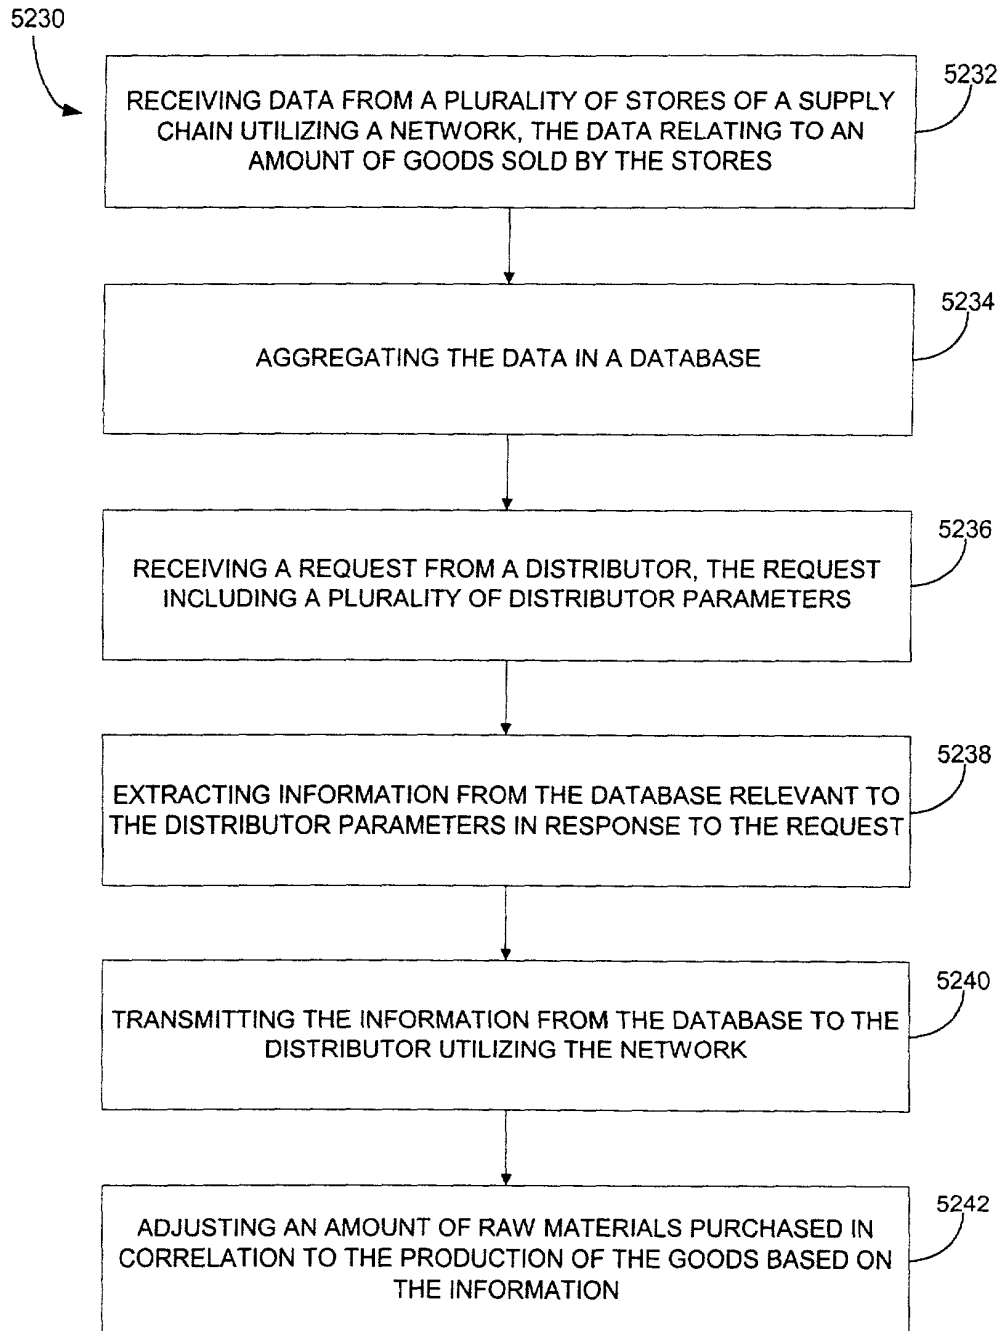 5230
5232
RECEIVING DATA FROM A PLURALITY OF STORES OF A SUPPLY
CHAIN UTILIZING A NETWORK, THE DATA RELATING TO AN
AMOUNT OF GOODS SOLD BY THE STORES
5234
AGGREGATING THE DATA IN A DATABASE
5236
RECEIVING A REQUEST FROM A DISTRIBUTOR, THE REQUEST
INCLUDING A PLURALITY OF DISTRIBUTOR PARAMETERS
5238
EXTRACTING INFORMATION FROM THE DATABASE RELEVANT TO
THE DISTRIBUTOR PARAMETERS IN RESPONSE TO THE REQUEST
5240
TRANSMITTING THE INFORMATION FROM THE DATABASE TO THE
DISTRIBUTOR UTILIZING THE NETWORK
5242
ADJUSTING AN AMOUNT OF RAW MATERIALS PURCHASED IN
CORRELATION TO THE PRODUCTION OF THE GOODS BASED ON
THE INFORMATION